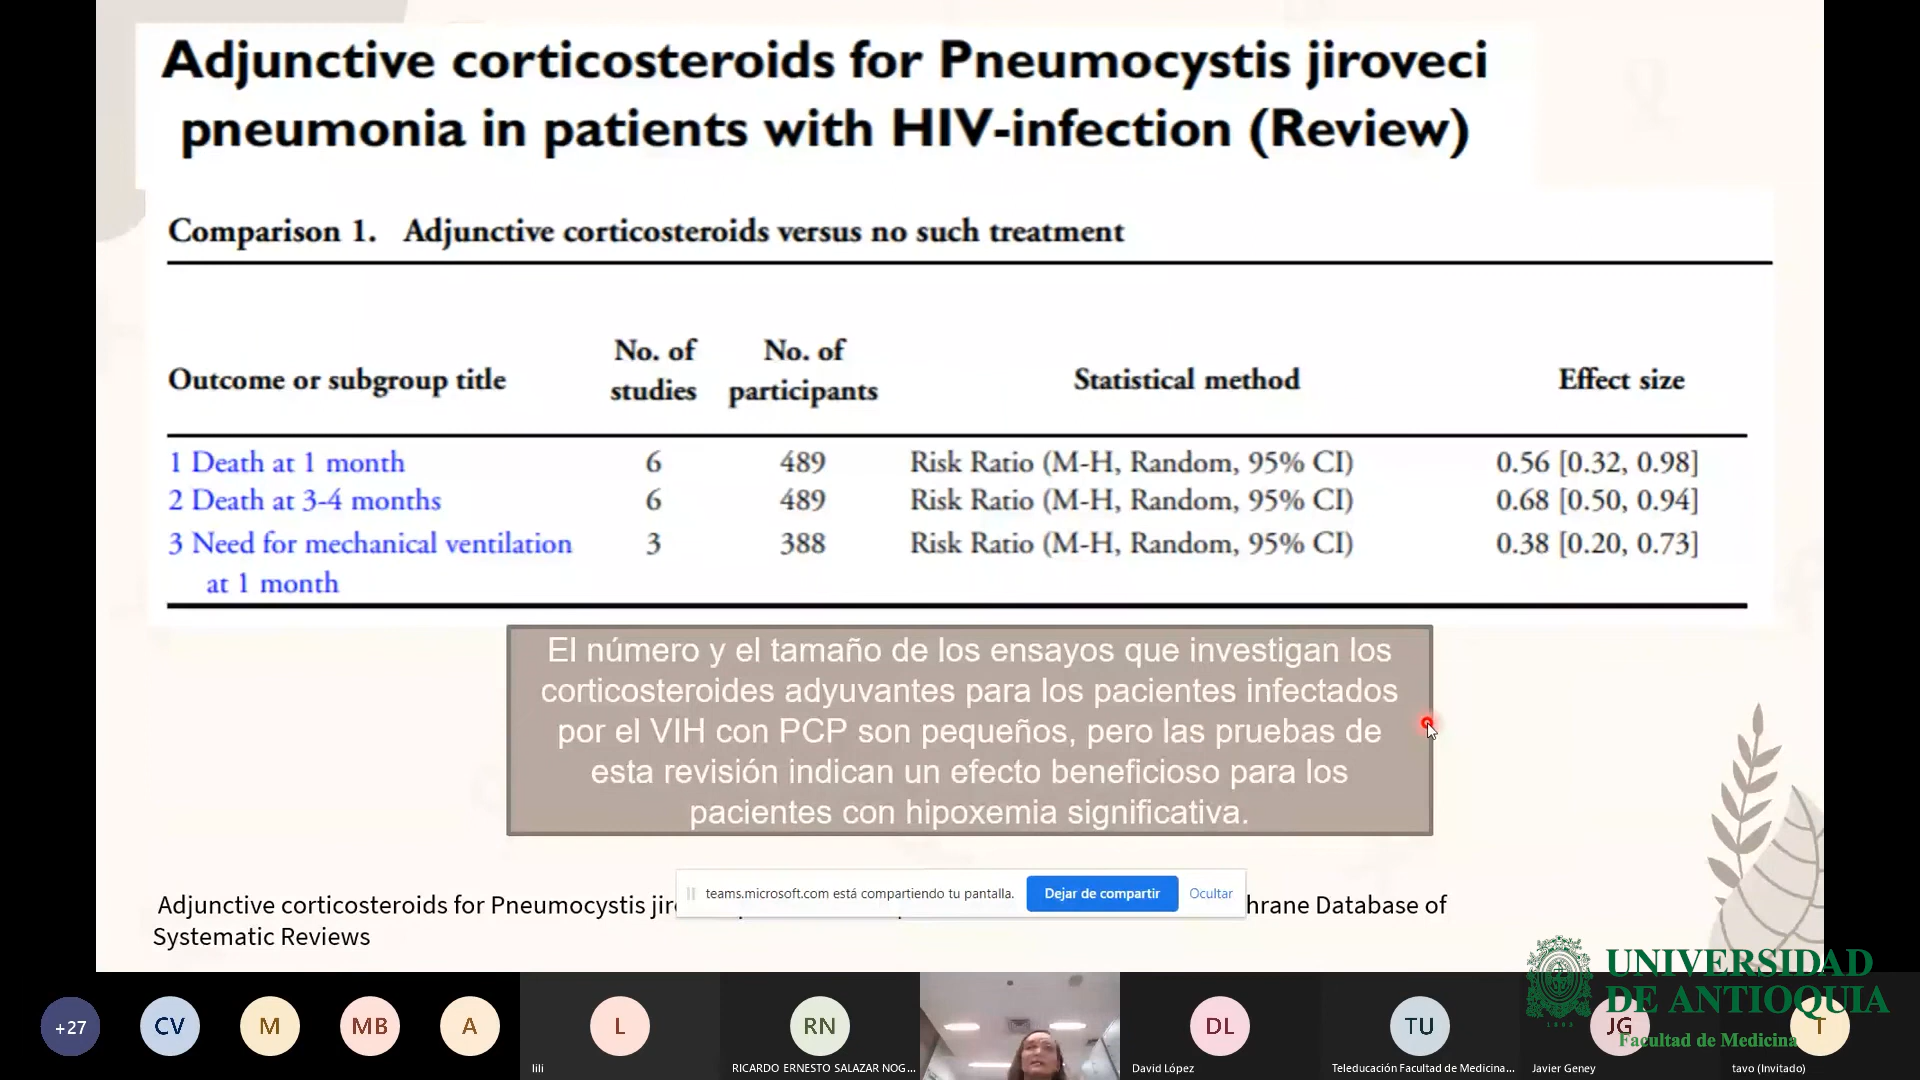 Adjunctive corticosteroids for Pneumocystis jiroveci
pneumonia in patients with HIV-infection (Review)
Comparison 1. Adjunctive corticosteroids versus no such treatment
Outcome or subgroup title No. of studies No. of participants Statistical method Effect size
1 Death at 1 month 6 489 Risk Ratio (M-H, Random, 95% CI) 0.56 [0.32, 0.98]
2 Death at 3-4 months 6 489 Risk Ratio (M-H, Random, 95% CI) 0.68 [0.50, 0.94]
3 Need for mechanical ventilation 3 388 Risk Ratio (M-H, Random, 95% CI) 0.38 [0.20, 0.73]
at 1 month
El número y el tamaño de los ensayos que investigan los
corticosteroides adyuvantes para los pacientes infectados
por el VIH con PCP son pequeños, pero las pruebas de
esta revisión indican un efecto beneficioso para los
pacientes con hipoxemia significativa.
teams.microsoft.com está compartiendo tu pantalla. Dejar de compartir Ocultar
Adjunctive corticosteroids for Pneumocystis Database of
Systematic Reviews
UNIVERSIDAD
DE ANTIOQUIA
1803
Facultad de Medicina
+27 CV M MB A L RN DL TU JG T
lili RICARDO ERNESTO SALAZAR NOG... David López Teleducación Facultad de Medicina... Javier Geney tavo (Invitado)